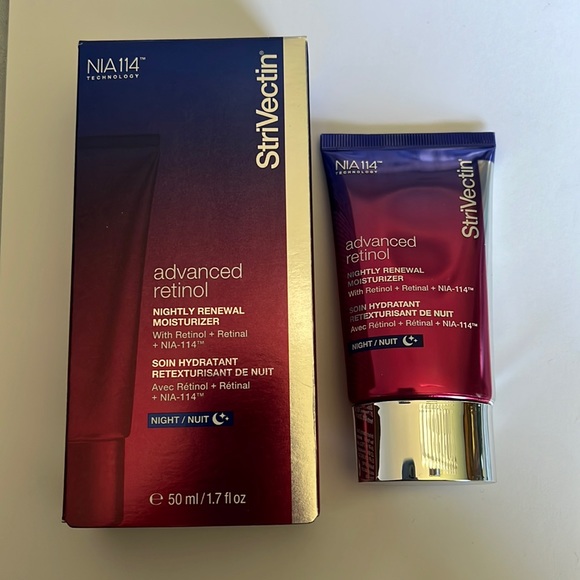 NIA114™
TECHNOLOGY
StriVectin®
advanced
retinol
NIGHTLY RENEWAL
MOISTURIZER
With Retinol + Retinal
+ NIA-114™
SOIN HYDRATANT
RETEXTURISANT DE NUIT
Avec Rétinol + Rétinal
+ NIA-114™
NIGHT / NUIT
e 50 ml / 1.7 fl oz
NIA114™
TECHNOLOGY
StriVectin®
advanced
retinol
NIGHTLY RENEWAL
MOISTURIZER
With Retinol + Retinal + NIA-114™
SOIN HYDRATANT
RETEXTURISANT DE NUIT
Avec Rétinol + Rétinal + NIA-114™
NIGHT / NUIT